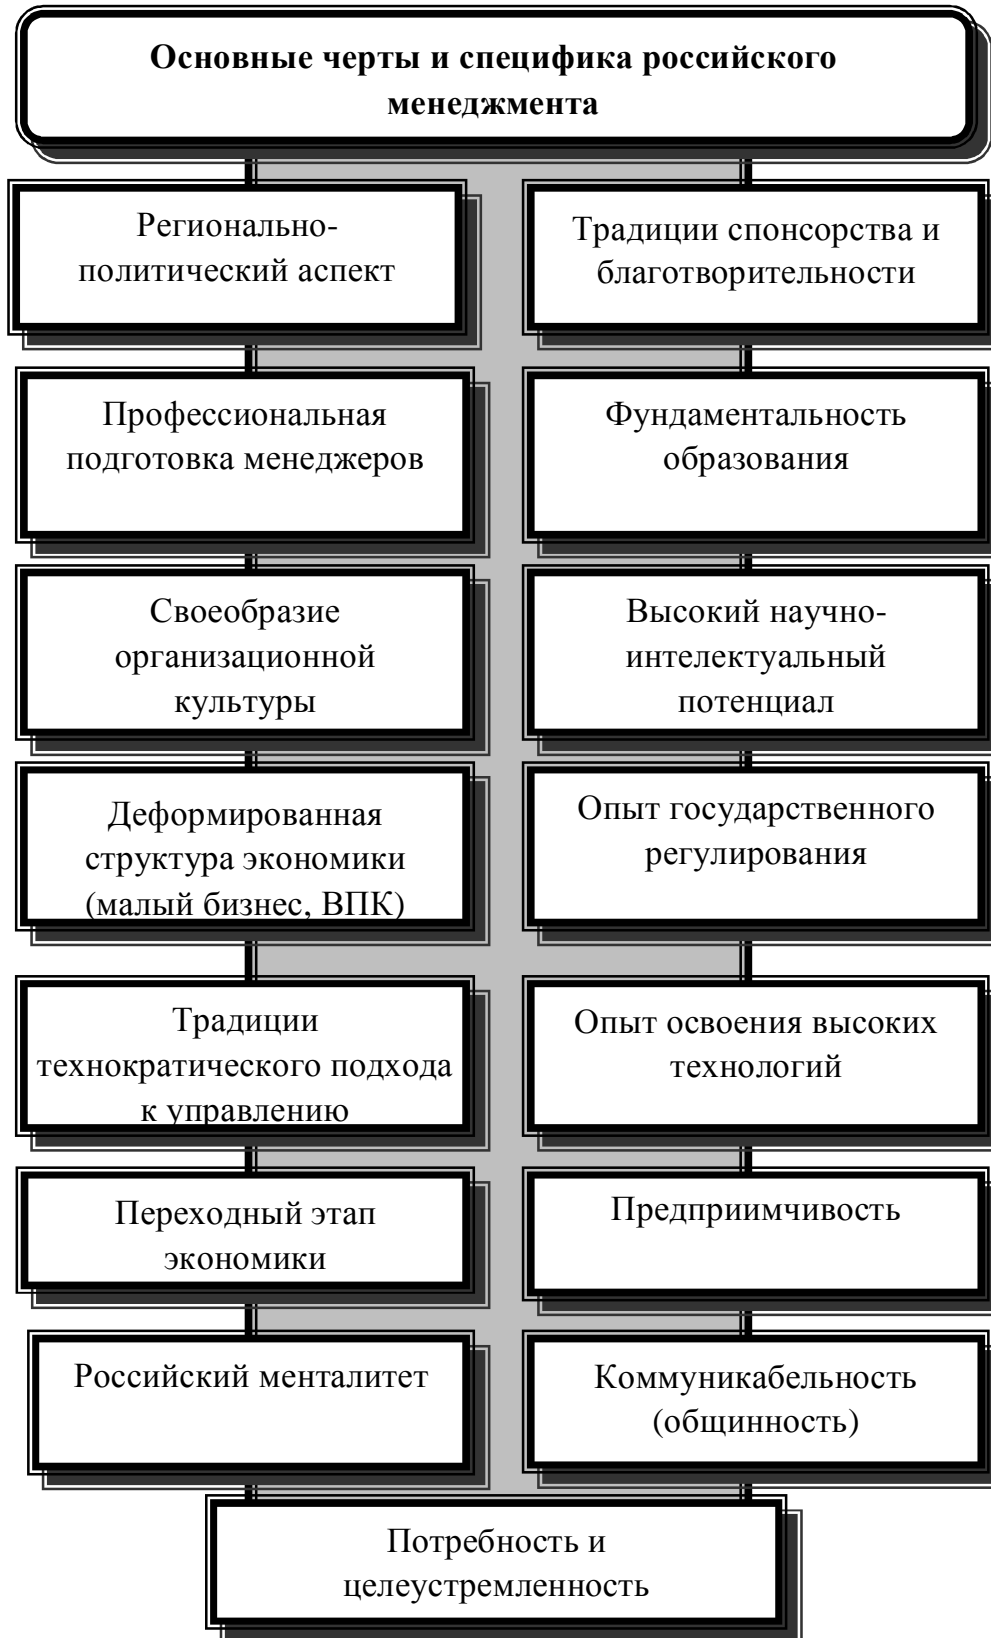 Основные черты и специфика российского
менеджмента
Регионально-
политический аспект
Традиции спонсорства и
благотворительности
Профессиональная
подготовка менеджеров
Фундаментальность
образования
Своеобразие
организационной
культуры
Высокий научно-
интелектуальный
потенциал
Деформированная
структура экономики
(малый бизнес, ВПК)
Опыт государственного
регулирования
Традиции
технократического подхода
к управлению
Опыт освоения высоких
технологий
Переходный этап
экономики
Предприимчивость
Российский менталитет
Коммуникабельность
(общинность)
Потребность и
целеустремленность